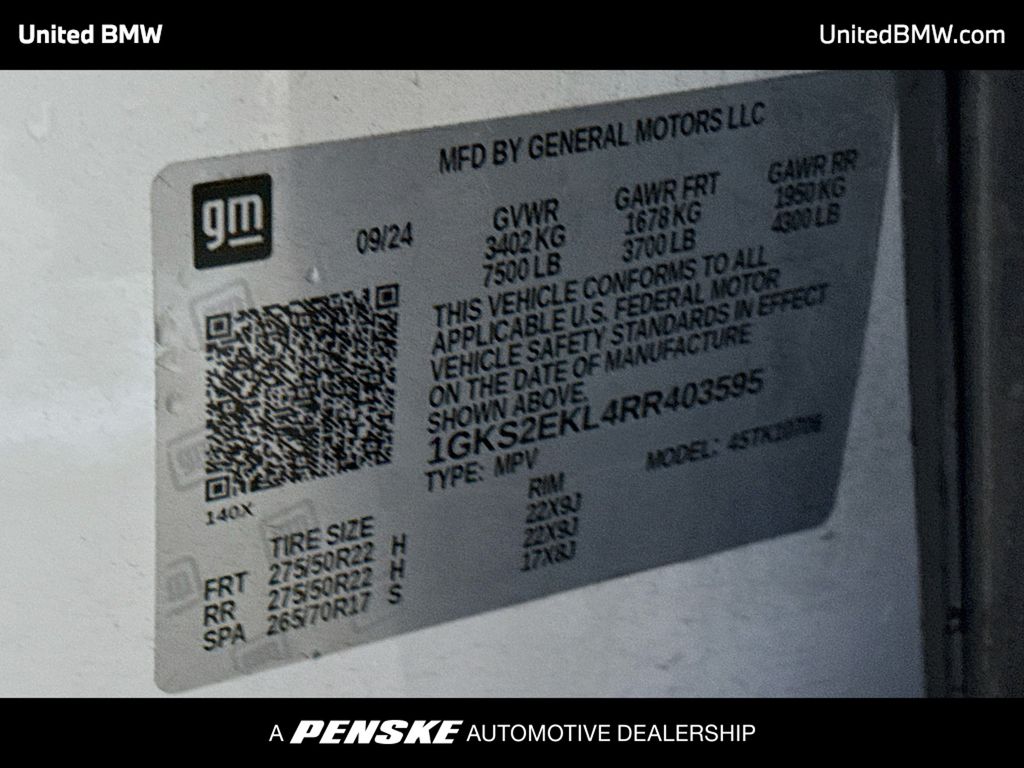 United BMW
UnitedBMW.com
MFD BY GENERAL MOTORS LLC
gm
09/24
GVWR
3402 KG
7500 LB
GAWR FRT
1678 KG
3700 LB
GAWR RR
1950 KG
4300 LB
THIS VEHICLE CONFORMS TO ALL
APPLICABLE U.S. FEDERAL MOTOR
VEHICLE SAFETY STANDARDS IN EFFECT
ON THE DATE OF MANUFACTURE
SHOWN ABOVE.
1GKS2EKL4RR403595
TYPE: MPV
MODEL: 4STK10706
140X
TIRE SIZE
RIM
FRT 275/50R22 H 22X9J
RR 275/50R22 H 22X9J
SPA 265/70R17 S 17X8J
A PENSKE AUTOMOTIVE DEALERSHIP